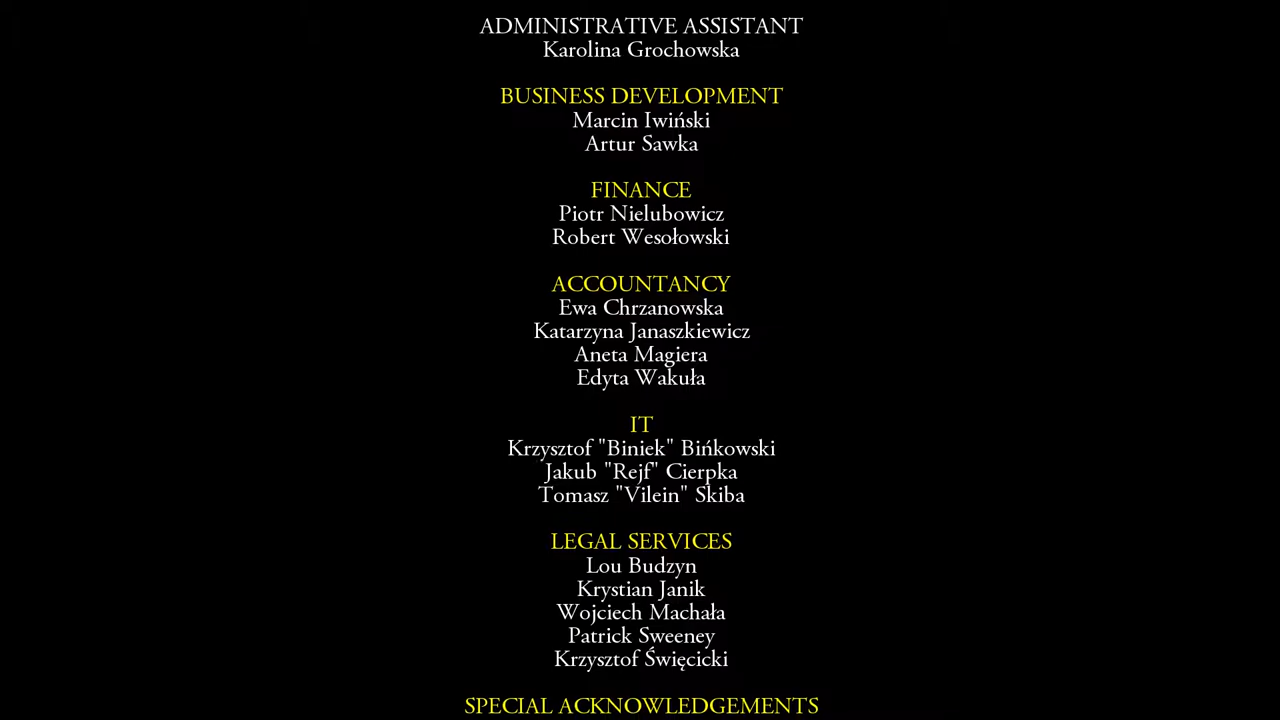 ADMINISTRATIVE ASSISTANT
Karolina Grochowska
BUSINESS DEVELOPMENT
Marcin Iwiński
Artur Sawka
FINANCE
Piotr Nielubowicz
Robert Wesołowski
ACCOUNTANCY
Ewa Chrzanowska
Katarzyna Janaszkiewicz
Aneta Magiera
Edyta Wakuła
IT
Krzysztof "Biniek" Bińkowski
Jakub "Rejf" Cierpka
Tomasz "Vilein" Skiba
LEGAL SERVICES
Lou Budzyn
Krystian Janik
Wojciech Machała
Patrick Sweeney
Krzysztof Święcicki
SPECIAL ACKNOWLEDGEMENTS